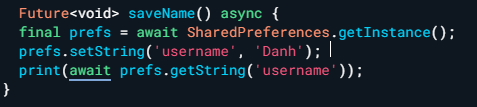 Future<void> saveName() async {
final prefs = await SharedPreferences.getInstance();
prefs.setString('username', 'Danh');
print(await prefs.getString('username'));
}